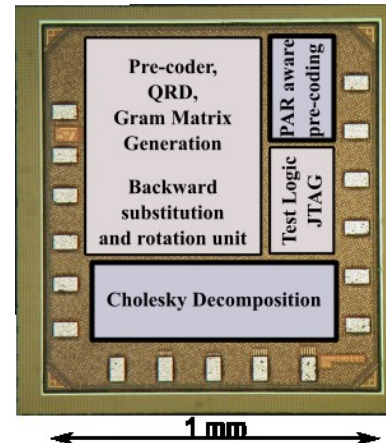 Pre-coder,
QRD,
Gram Matrix
Generation
Backward
substitution
and rotation unit
PAR aware
pre-coding
Test Logic
JTAG
Cholesky Decomposition
1 mm